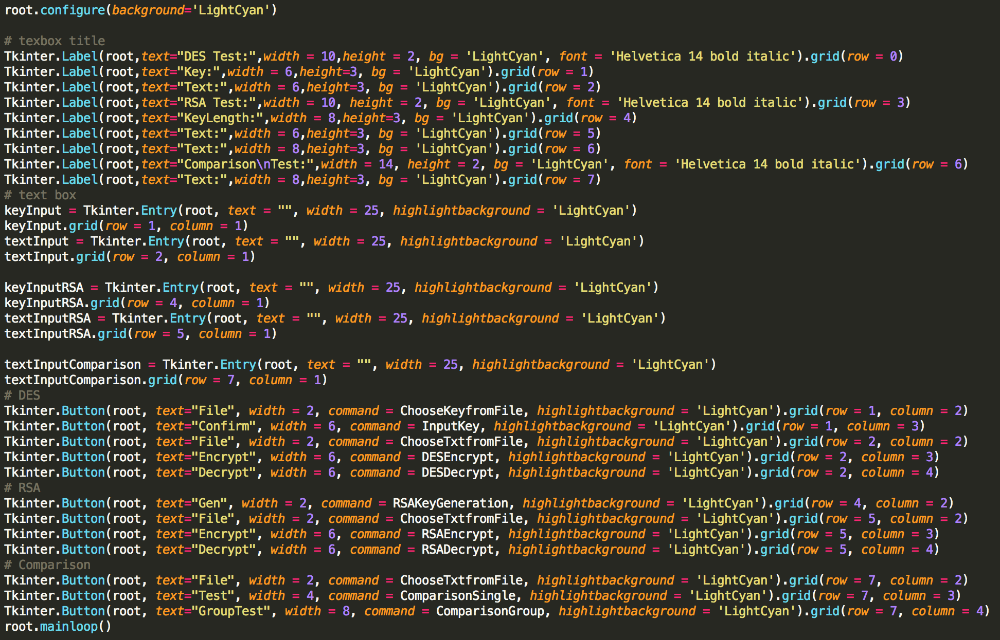 root.configure(background='LightCyan')

# texbox title
Tkinter.Label(root,text="DES Test:",width = 10,height = 2, bg = 'LightCyan', font = 'Helvetica 14 bold italic').grid(row = 0)
Tkinter.Label(root,text="Key:",width = 6,height=3, bg = 'LightCyan').grid(row = 1)
Tkinter.Label(root,text="Text:",width = 6,height=3, bg = 'LightCyan').grid(row = 2)
Tkinter.Label(root,text="RSA Test:",width = 10, height = 2, bg = 'LightCyan', font = 'Helvetica 14 bold italic').grid(row = 3)
Tkinter.Label(root,text="KeyLength:",width = 8,height=3, bg = 'LightCyan').grid(row = 4)
Tkinter.Label(root,text="Text:",width = 6,height=3, bg = 'LightCyan').grid(row = 5)
Tkinter.Label(root,text="Text:",width = 8,height=3, bg = 'LightCyan').grid(row = 6)
Tkinter.Label(root,text="Comparison\nTest:",width = 14, height = 2, bg = 'LightCyan', font = 'Helvetica 14 bold italic').grid(row = 6)
Tkinter.Label(root,text="Text:",width = 8,height=3, bg = 'LightCyan').grid(row = 7)
# text box
keyInput = Tkinter.Entry(root, text = "", width = 25, highlightbackground = 'LightCyan')
keyInput.grid(row = 1, column = 1)
textInput = Tkinter.Entry(root, text = "", width = 25, highlightbackground = 'LightCyan')
textInput.grid(row = 2, column = 1)

keyInputRSA = Tkinter.Entry(root, text = "", width = 25, highlightbackground = 'LightCyan')
keyInputRSA.grid(row = 4, column = 1)
textInputRSA = Tkinter.Entry(root, text = "", width = 25, highlightbackground = 'LightCyan')
textInputRSA.grid(row = 5, column = 1)

textInputComparison = Tkinter.Entry(root, text = "", width = 25, highlightbackground = 'LightCyan')
textInputComparison.grid(row = 7, column = 1)
# DES
Tkinter.Button(root, text="File", width = 2, command = ChooseKeyfromFile, highlightbackground = 'LightCyan').grid(row = 1, column = 2)
Tkinter.Button(root, text="Confirm", width = 6, command = InputKey, highlightbackground = 'LightCyan').grid(row = 1, column = 3)
Tkinter.Button(root, text="File", width = 2, command = ChooseTxtfromFile, highlightbackground = 'LightCyan').grid(row = 2, column = 2)
Tkinter.Button(root, text="Encrypt", width = 6, command = DESEncrypt, highlightbackground = 'LightCyan').grid(row = 2, column = 3)
Tkinter.Button(root, text="Decrypt", width = 6, command = DESDecrypt, highlightbackground = 'LightCyan').grid(row = 2, column = 4)
# RSA
Tkinter.Button(root, text="Gen", width = 2, command = RSAKeyGeneration, highlightbackground = 'LightCyan').grid(row = 4, column = 2)
Tkinter.Button(root, text="File", width = 2, command = ChooseTxtfromFile, highlightbackground = 'LightCyan').grid(row = 5, column = 2)
Tkinter.Button(root, text="Encrypt", width = 6, command = RSAEncrypt, highlightbackground = 'LightCyan').grid(row = 5, column = 3)
Tkinter.Button(root, text="Decrypt", width = 6, command = RSADecrypt, highlightbackground = 'LightCyan').grid(row = 5, column = 4)
# Comparison
Tkinter.Button(root, text="File", width = 2, command = ChooseTxtfromFile, highlightbackground = 'LightCyan').grid(row = 7, column = 2)
Tkinter.Button(root, text="Test", width = 4, command = ComparisonSingle, highlightbackground = 'LightCyan').grid(row = 7, column = 3)
Tkinter.Button(root, text="GroupTest", width = 8, command = ComparisonGroup, highlightbackground = 'LightCyan').grid(row = 7, column = 4)
root.mainloop()